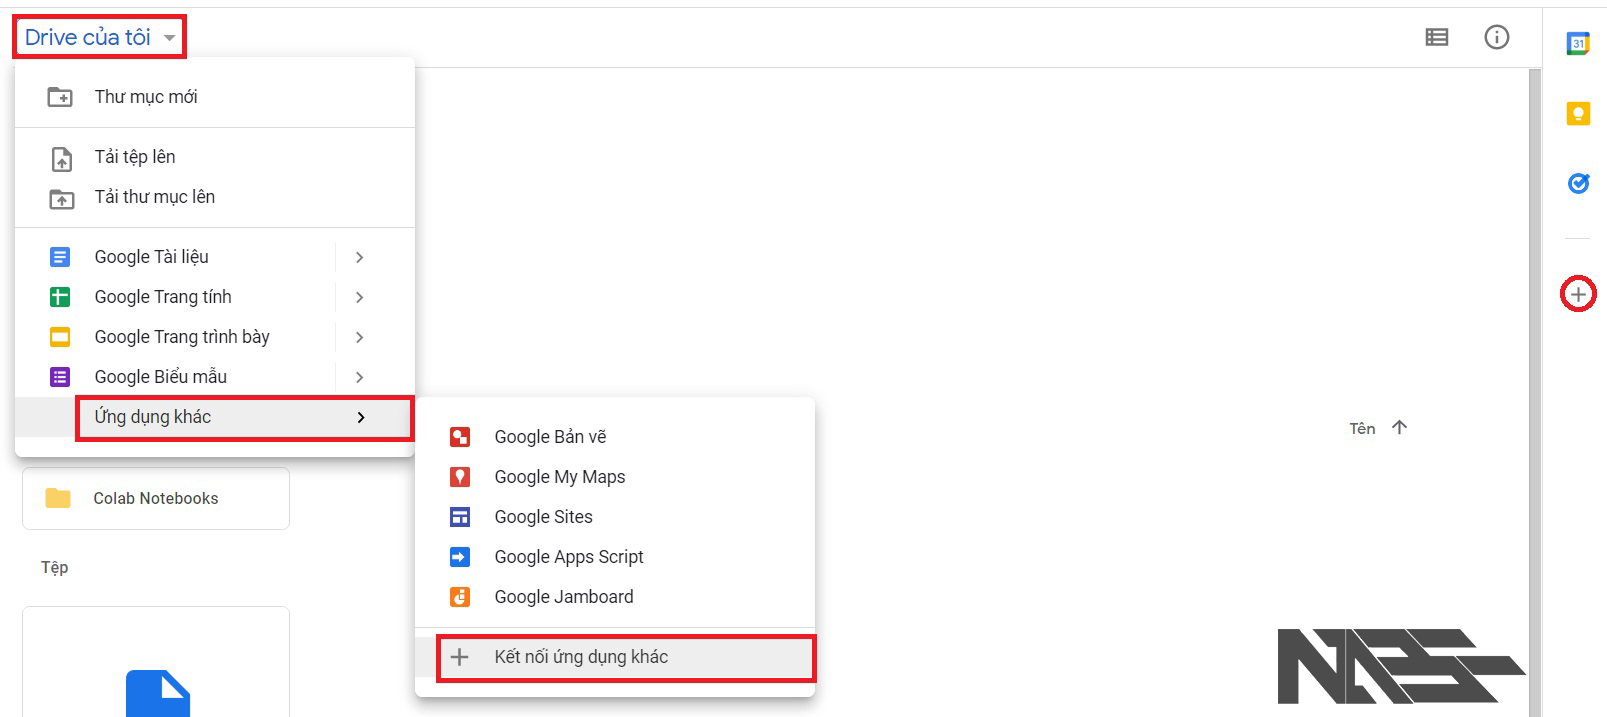 Drive của tôi
31
Thư mục mới
Tải tệp lên
Tải thư mục lên
Google Tài liệu
Google Trang tính
Google Trang trình bày
Google Biểu mẫu
Ứng dụng khác
Google Bản vẽ
Google My Maps
Google Sites
Google Apps Script
Google Jamboard
Kết nối ứng dụng khác
Tên
Colab Notebooks
Tệp